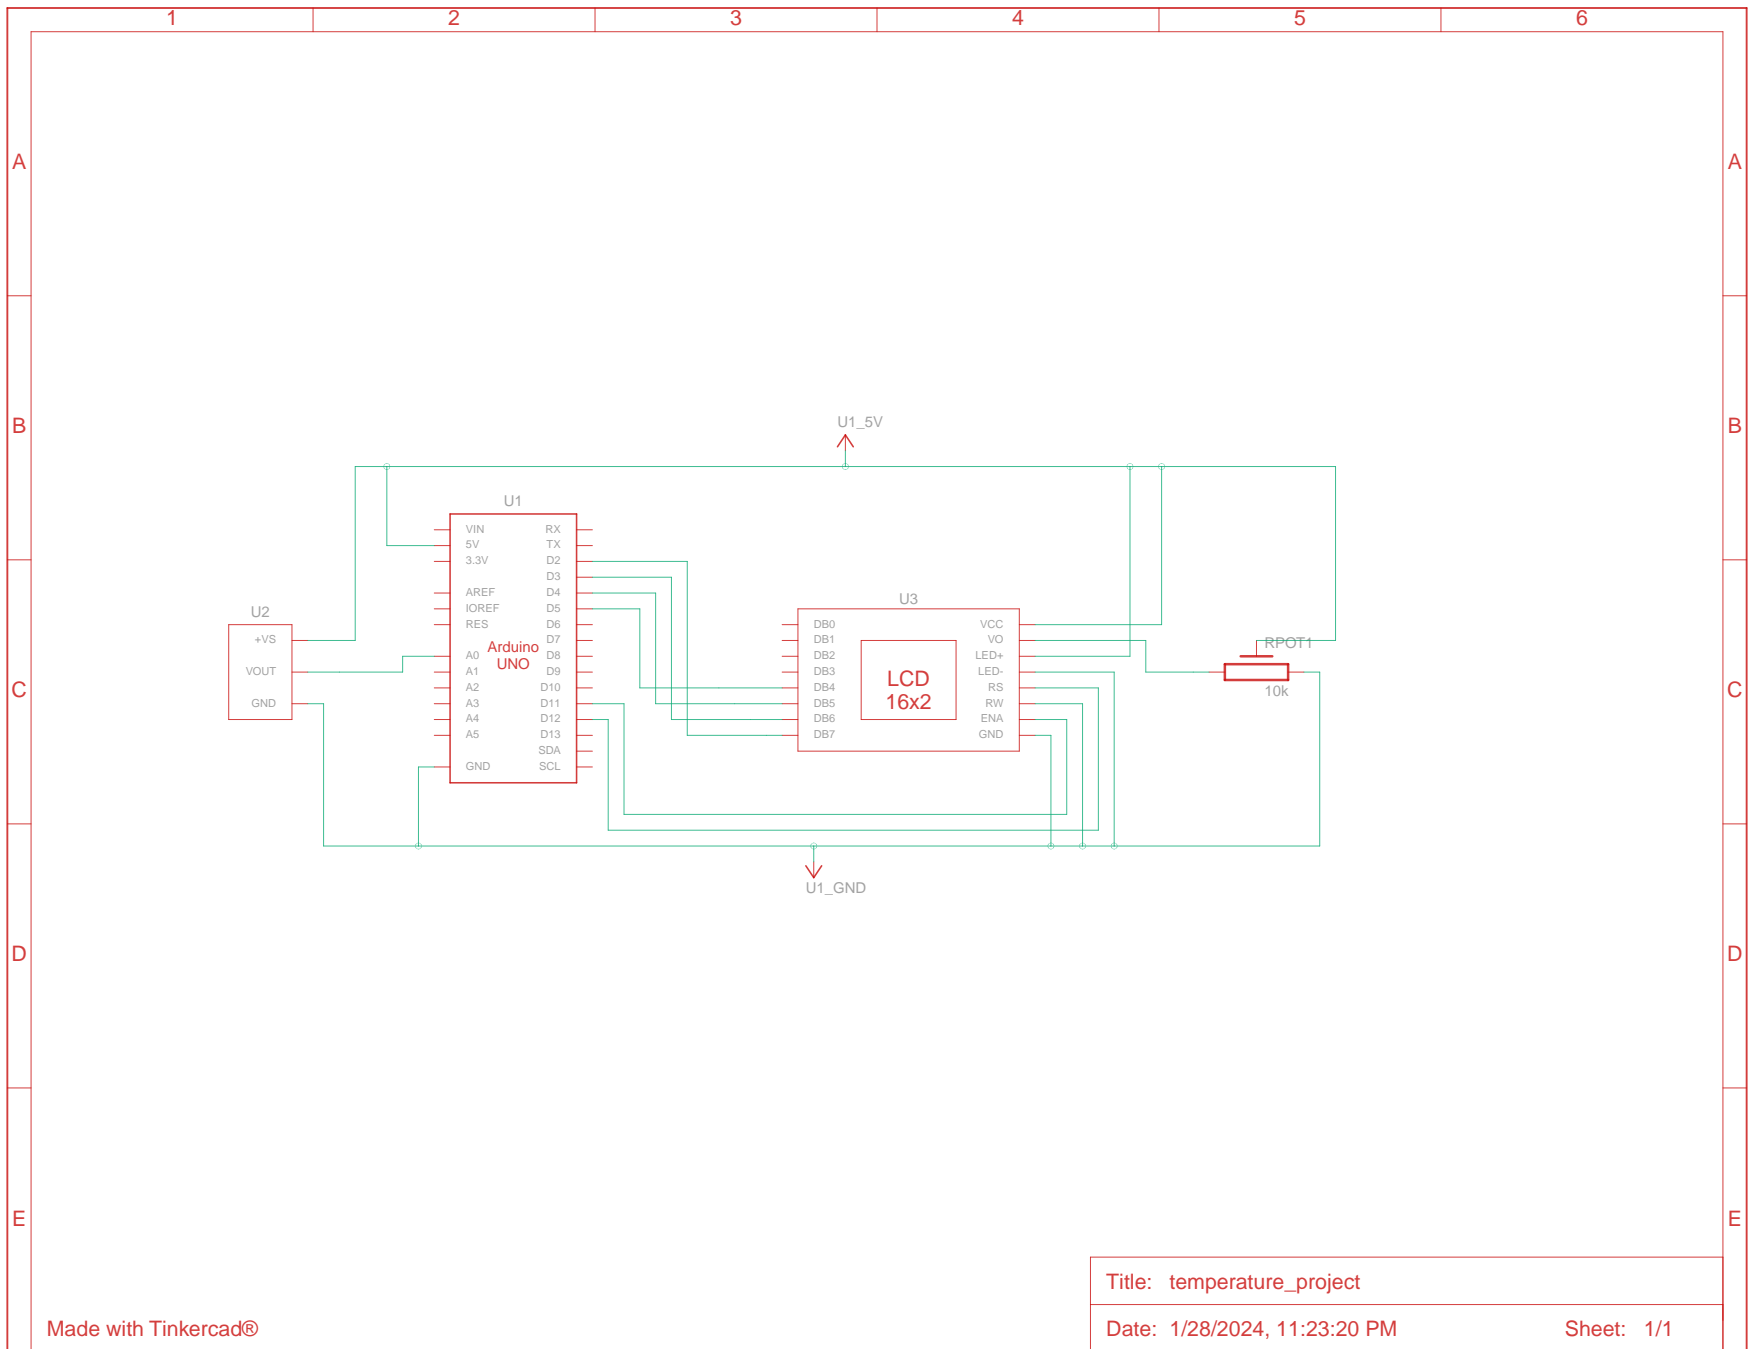 1 2 3 4 5 6
A A
B B
U1_5V
U1
VIN RX
5V TX
3.3V D2
D3
AREF D4
IOREF D5
RES D6
D7
A0 D8
A1 D9
A2 D10
A3 D11
A4 D12
A5 D13
SDA
GND SCL
Arduino
UNO
U2
+VS
VOUT
GND
U3
DB0 VCC
DB1 VO
DB2 LED+
DB3 LED-
DB4 RS
DB5 RW
DB6 ENA
DB7 GND
LCD
16x2
RPOT1
10k
C C
U1_GND
D D
E E
Title: temperature_project
Made with Tinkercad®
Date: 1/28/2024, 11:23:20 PM Sheet: 1/1